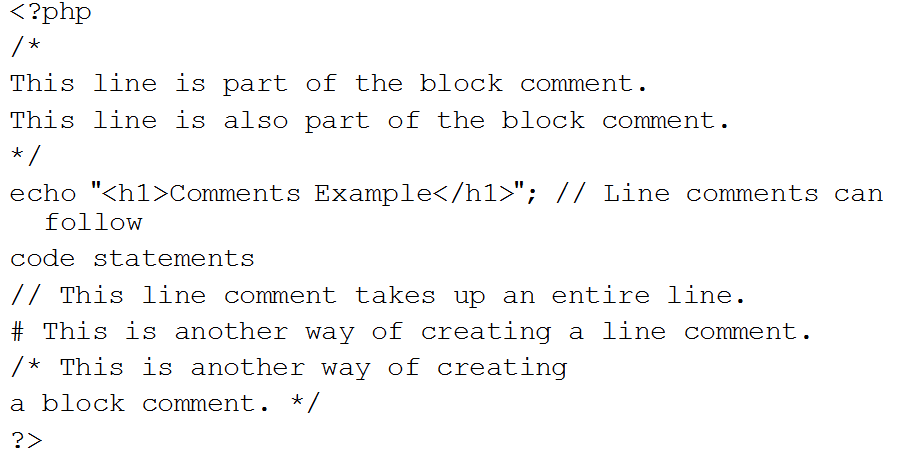 <?php
/*
This line is part of the block comment.
This line is also part of the block comment.
*/
echo "<h1>Comments Example</h1>"; // Line comments can
follow
code statements
// This line comment takes up an entire line.
# This is another way of creating a line comment.
/* This is another way of creating
a block comment. */
?>